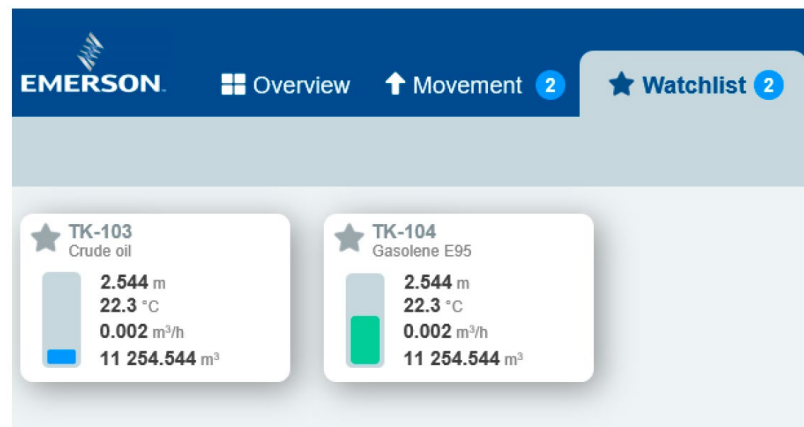 EMERSON
Overview
Movement 2
Watchlist 2
TK-103
Crude oil
2.544 m
22.3 °C
0.002 m³/h
11 254.544 m³
TK-104
Gasolene E95
2.544 m
22.3 °C
0.002 m³/h
11 254.544 m³